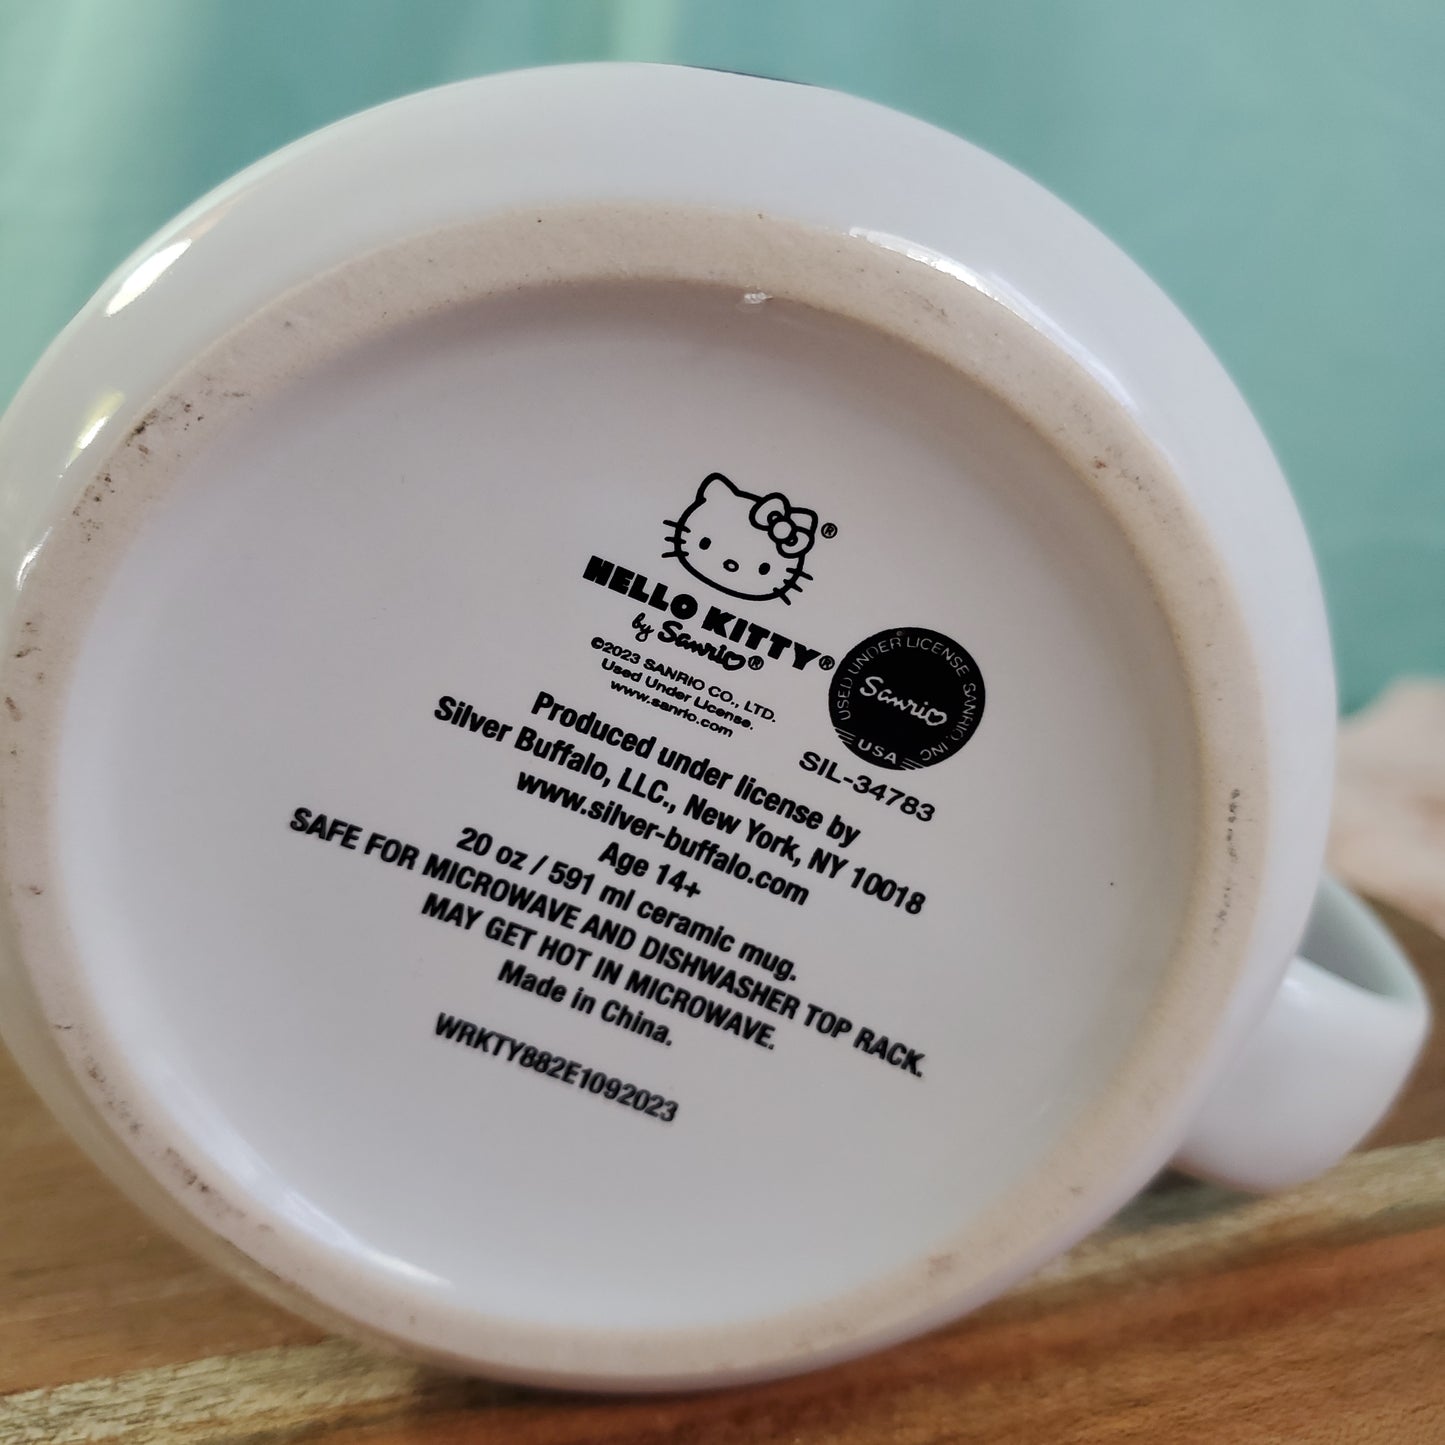 ®
HELLO KITTY®
by Sanrio®
©2023 SANRIO CO., LTD.
Used Under License.
www.sanrio.com
USED UNDER LICENSE SANRIO, INC
Sanrio
USA
SIL-34783
Produced under license by
Silver Buffalo, LLC., New York, NY 10018
www.silver-buffalo.com
Age 14+
20 oz / 591 ml ceramic mug.
SAFE FOR MICROWAVE AND DISHWASHER TOP RACK.
MAY GET HOT IN MICROWAVE.
Made in China.
WRKTY882E1092023